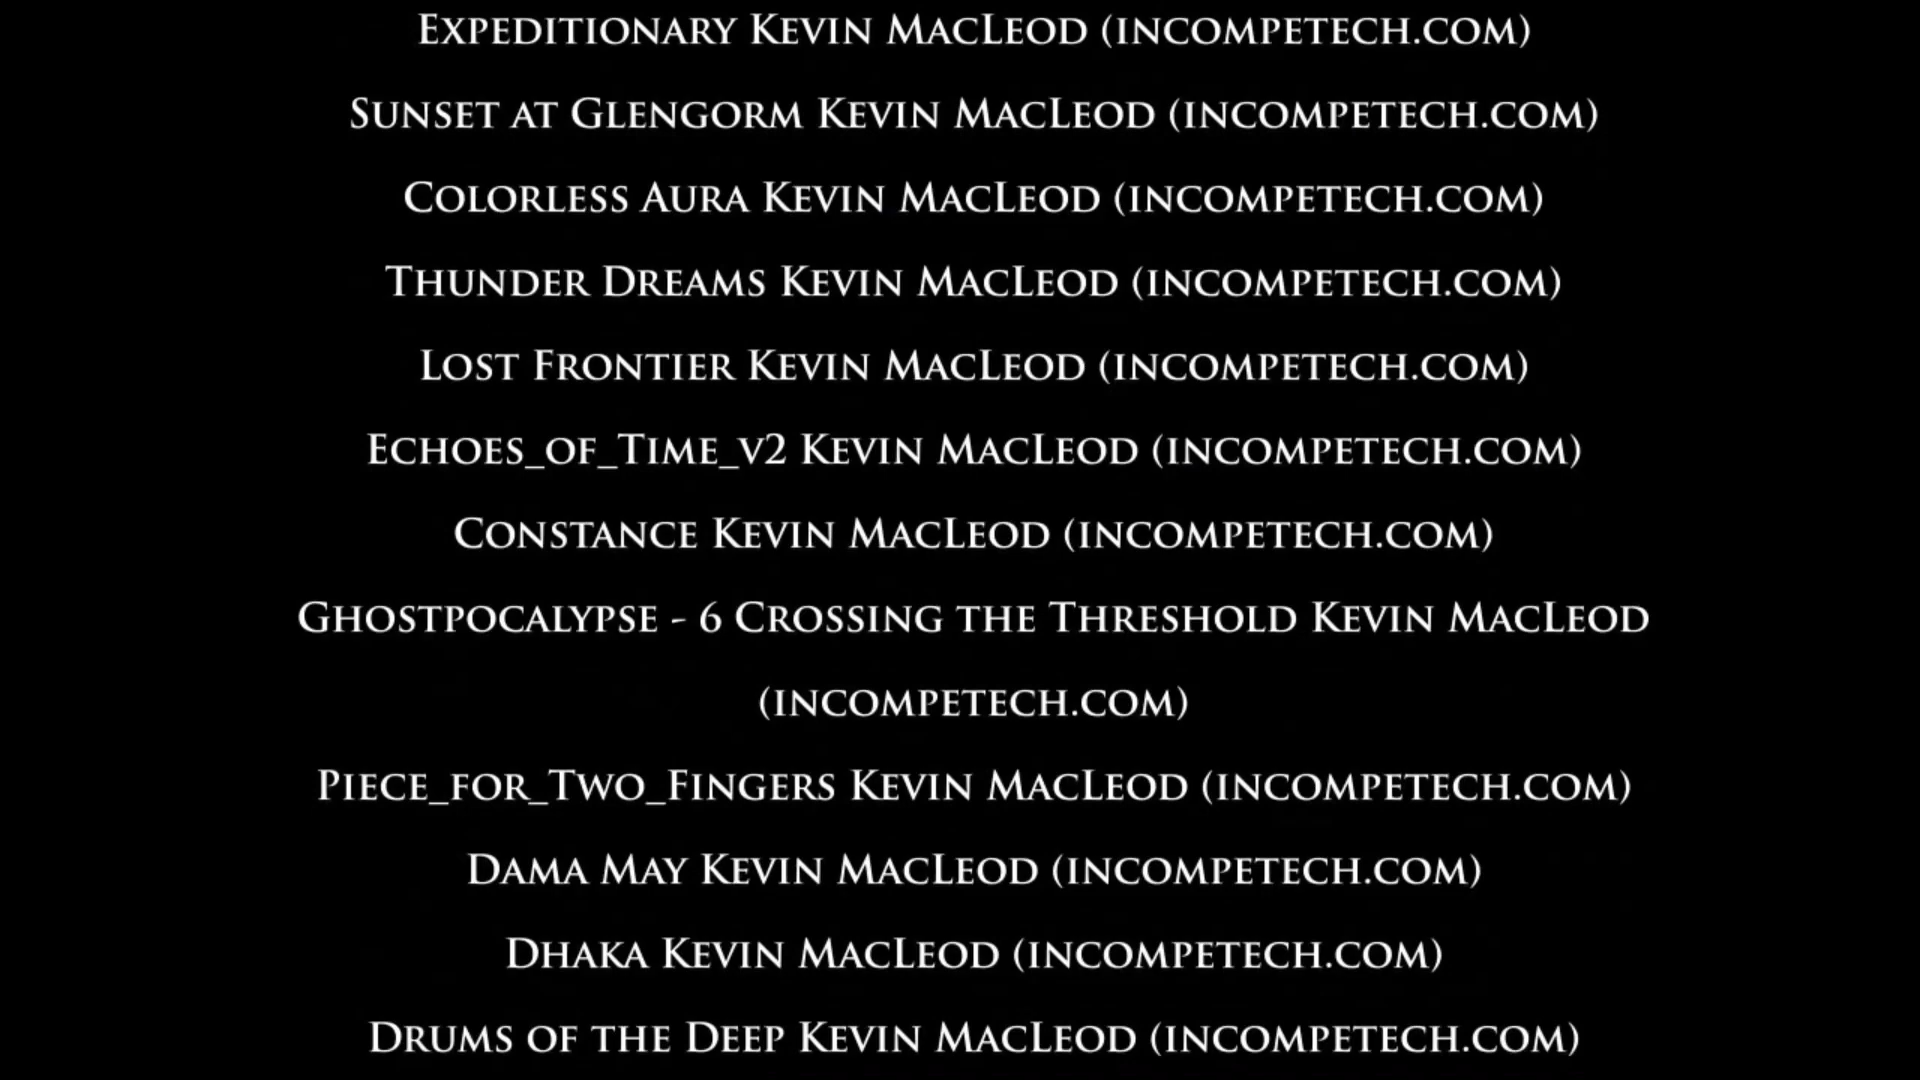 Expeditionary Kevin MacLeod (incompetech.com)
Sunset at Glengorm Kevin MacLeod (incompetech.com)
Colorless Aura Kevin MacLeod (incompetech.com)
Thunder Dreams Kevin MacLeod (incompetech.com)
Lost Frontier Kevin MacLeod (incompetech.com)
Echoes_of_Time_v2 Kevin MacLeod (incompetech.com)
Constance Kevin MacLeod (incompetech.com)
Ghostpocalypse - 6 Crossing the Threshold Kevin MacLeod
(incompetech.com)
Piece_for_Two_Fingers Kevin MacLeod (incompetech.com)
Dama May Kevin MacLeod (incompetech.com)
Dhaka Kevin MacLeod (incompetech.com)
Drums of the Deep Kevin MacLeod (incompetech.com)